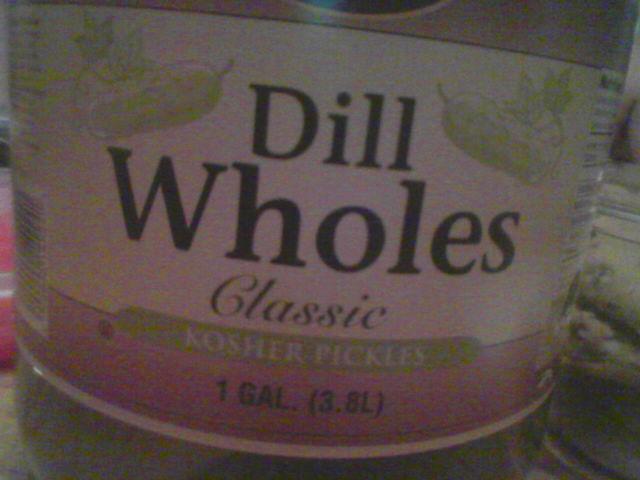 Dill
Wholes
Classic
KOSHER PICKLES
1 GAL. (3.8L)